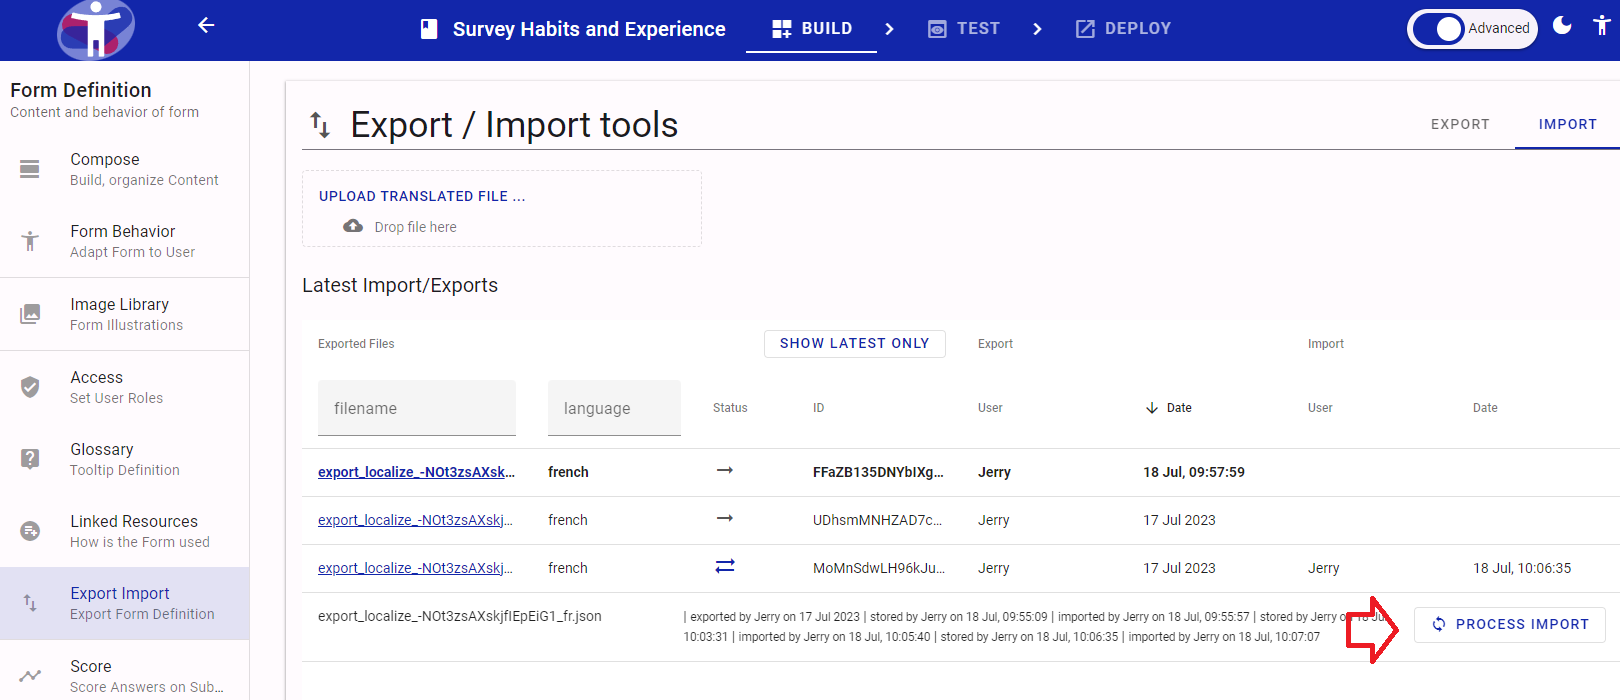 Survey Habits and Experience
BUILD
TEST
DEPLOY
Advanced
Form Definition
Content and behavior of form
Compose
Build, organize Content
Form Behavior
Adapt Form to User
Image Library
Form Illustrations
Access
Set User Roles
Glossary
Tooltip Definition
Linked Resources
How is the Form used
Export Import
Export Form Definition
Score
Score Answers on Sub...
Export / Import tools
EXPORT
IMPORT
UPLOAD TRANSLATED FILE ...
Drop file here
Latest Import/Exports
Exported Files
SHOW LATEST ONLY
Export
Import
filename
language
Status
ID
User
Date
User
Date
export_localize_-NOt3zsAXsk... french FFaZB135DNYbIXg... Jerry 18 Jul, 09:57:59
export_localize_-NOt3zsAXskj... french UDhsmMNHZAD7c... Jerry 17 Jul 2023
export_localize_-NOt3zsAXskj... french MoMnSdwLH96kJu... Jerry 17 Jul 2023 Jerry 18 Jul, 10:06:35
export_localize_-NOt3zsAXskjfIEpEiG1_fr.json
| exported by Jerry on 17 Jul 2023 | stored by Jerry on 18 Jul, 09:55:09 | imported by Jerry on 18 Jul, 09:55:57 | stored by Jerry on 18 Jul,
10:03:31 | imported by Jerry on 18 Jul, 10:05:40 | stored by Jerry on 18 Jul, 10:06:35 | imported by Jerry on 18 Jul, 10:07:07
PROCESS IMPORT